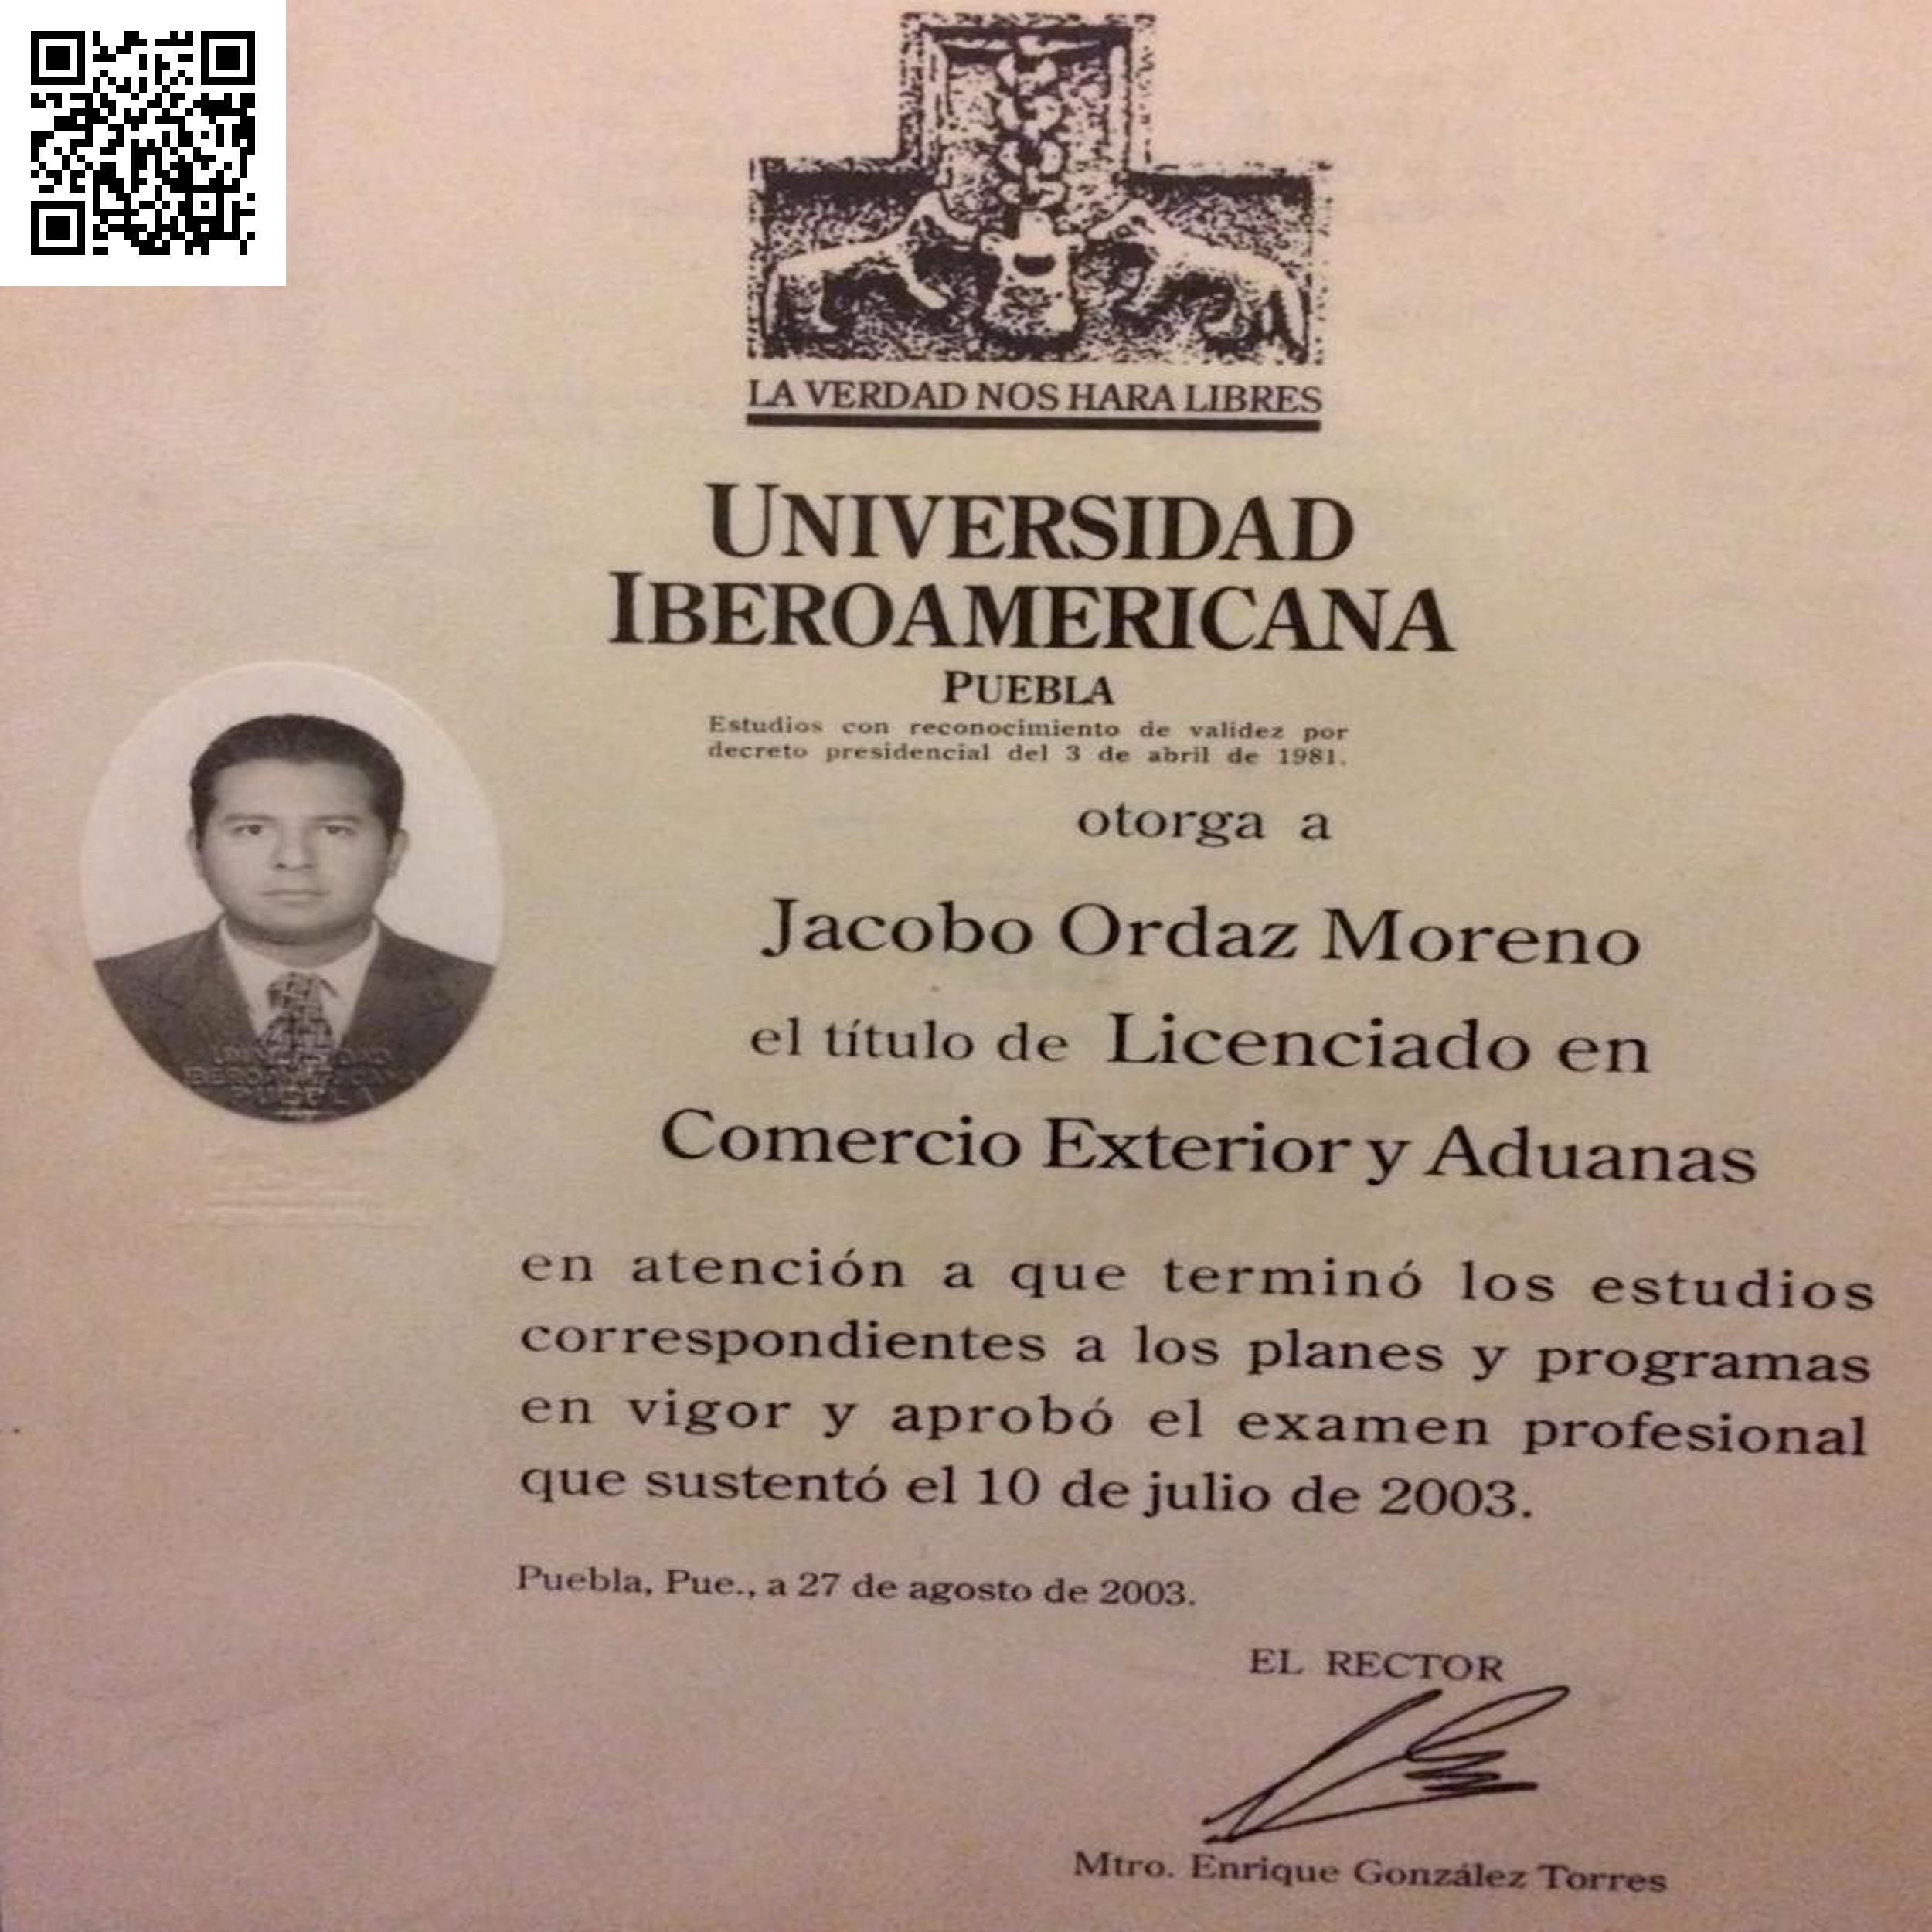 LA VERDAD NOS HARA LIBRES
UNIVERSIDAD
IBEROAMERICANA
PUEBLA
Estudios con reconocimiento de validez por
decreto presidencial del 3 de abril de 1981.
otorga a
Jacobo Ordaz Moreno
el título de Licenciado en
Comercio Exterior y Aduanas
UNIVERSIDAD
IBEROAMERICANA
PUEBLA
en atención a que terminó los estudios
correspondientes a los planes y programas
en vigor y aprobó el examen profesional
que sustentó el 10 de julio de 2003.
Puebla, Pue., a 27 de agosto de 2003.
EL RECTOR
Mtro. Enrique González Torres